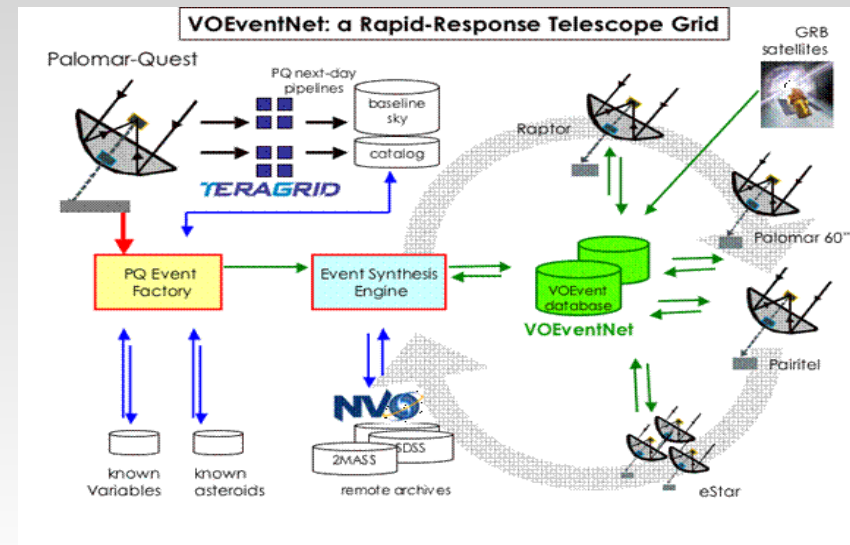 VOEventNet: a Rapid-Response Telescope Grid
Palomar-Quest
PQ next-day
pipelines
baseline
sky
catalog
TERAGRID
GRB
satellites
Raptor
Palomar 60"
PQ Event
Factory
Event Synthesis
Engine
VOEvent
database
VOEventNet
Pairitel
NVO
2MASS
SDSS
remote archives
known
Variables
known
asteroids
eStar